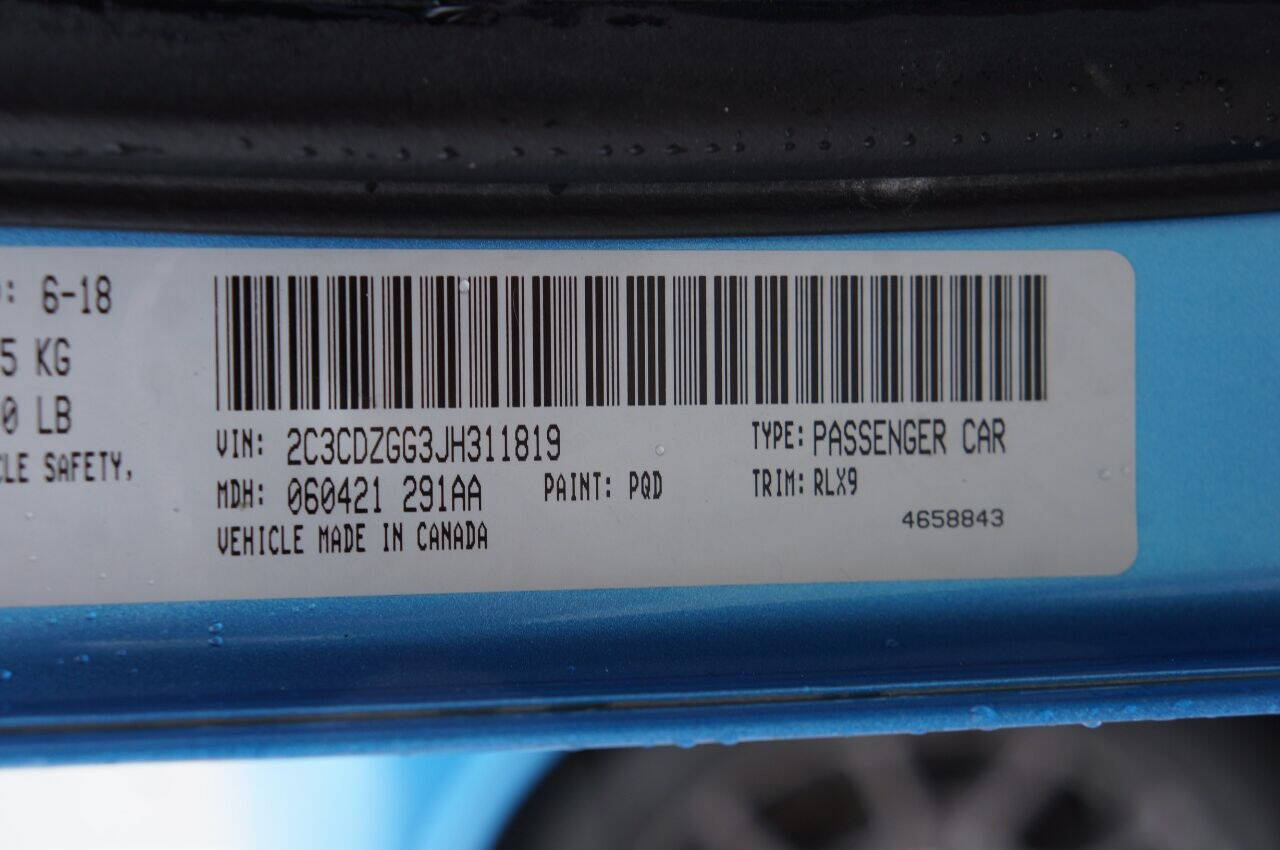 : 6-18
5 KG
0 LB
CLE SAFETY,
VIN: 2C3CDZGG3JH311819 TYPE: PASSENGER CAR
MDH: 060421 291AA PAINT: PQD TRIM: RLX9
VEHICLE MADE IN CANADA 4658843